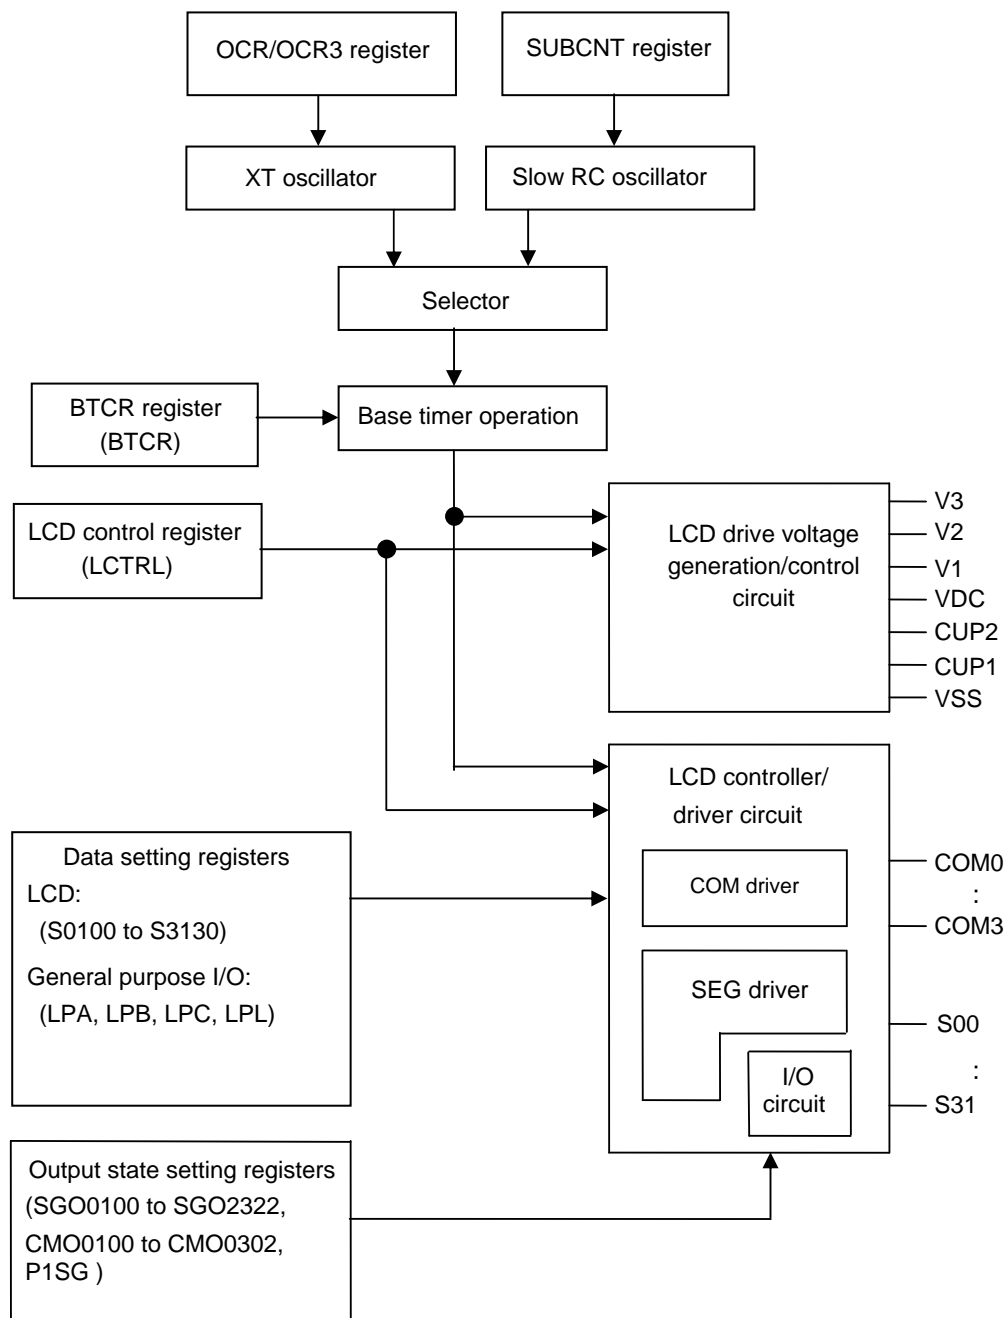 OCR/OCR3 register
SUBCNT register
XT oscillator
Slow RC oscillator
Selector
BTCR register
(BTCR)
Base timer operation
LCD control register
(LCTRL)
LCD drive voltage
generation/control
circuit
V3
V2
V1
VDC
CUP2
CUP1
VSS
LCD controller/
driver circuit
COM driver
SEG driver
I/O
circuit
COM0
:
COM3
S00
:
S31
Data setting registers
LCD:
(S0100 to S3130)
General purpose I/O:
(LPA, LPB, LPC, LPL)
Output state setting registers
(SGO0100 to SGO2322,
CMO0100 to CMO0302,
P1SG )